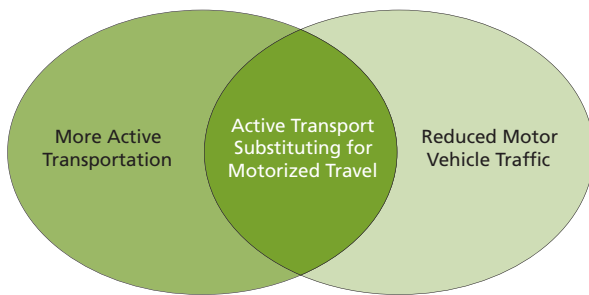 More Active
Transportation
Active Transport
Substituting for
Motorized Travel
Reduced Motor
Vehicle Traffic